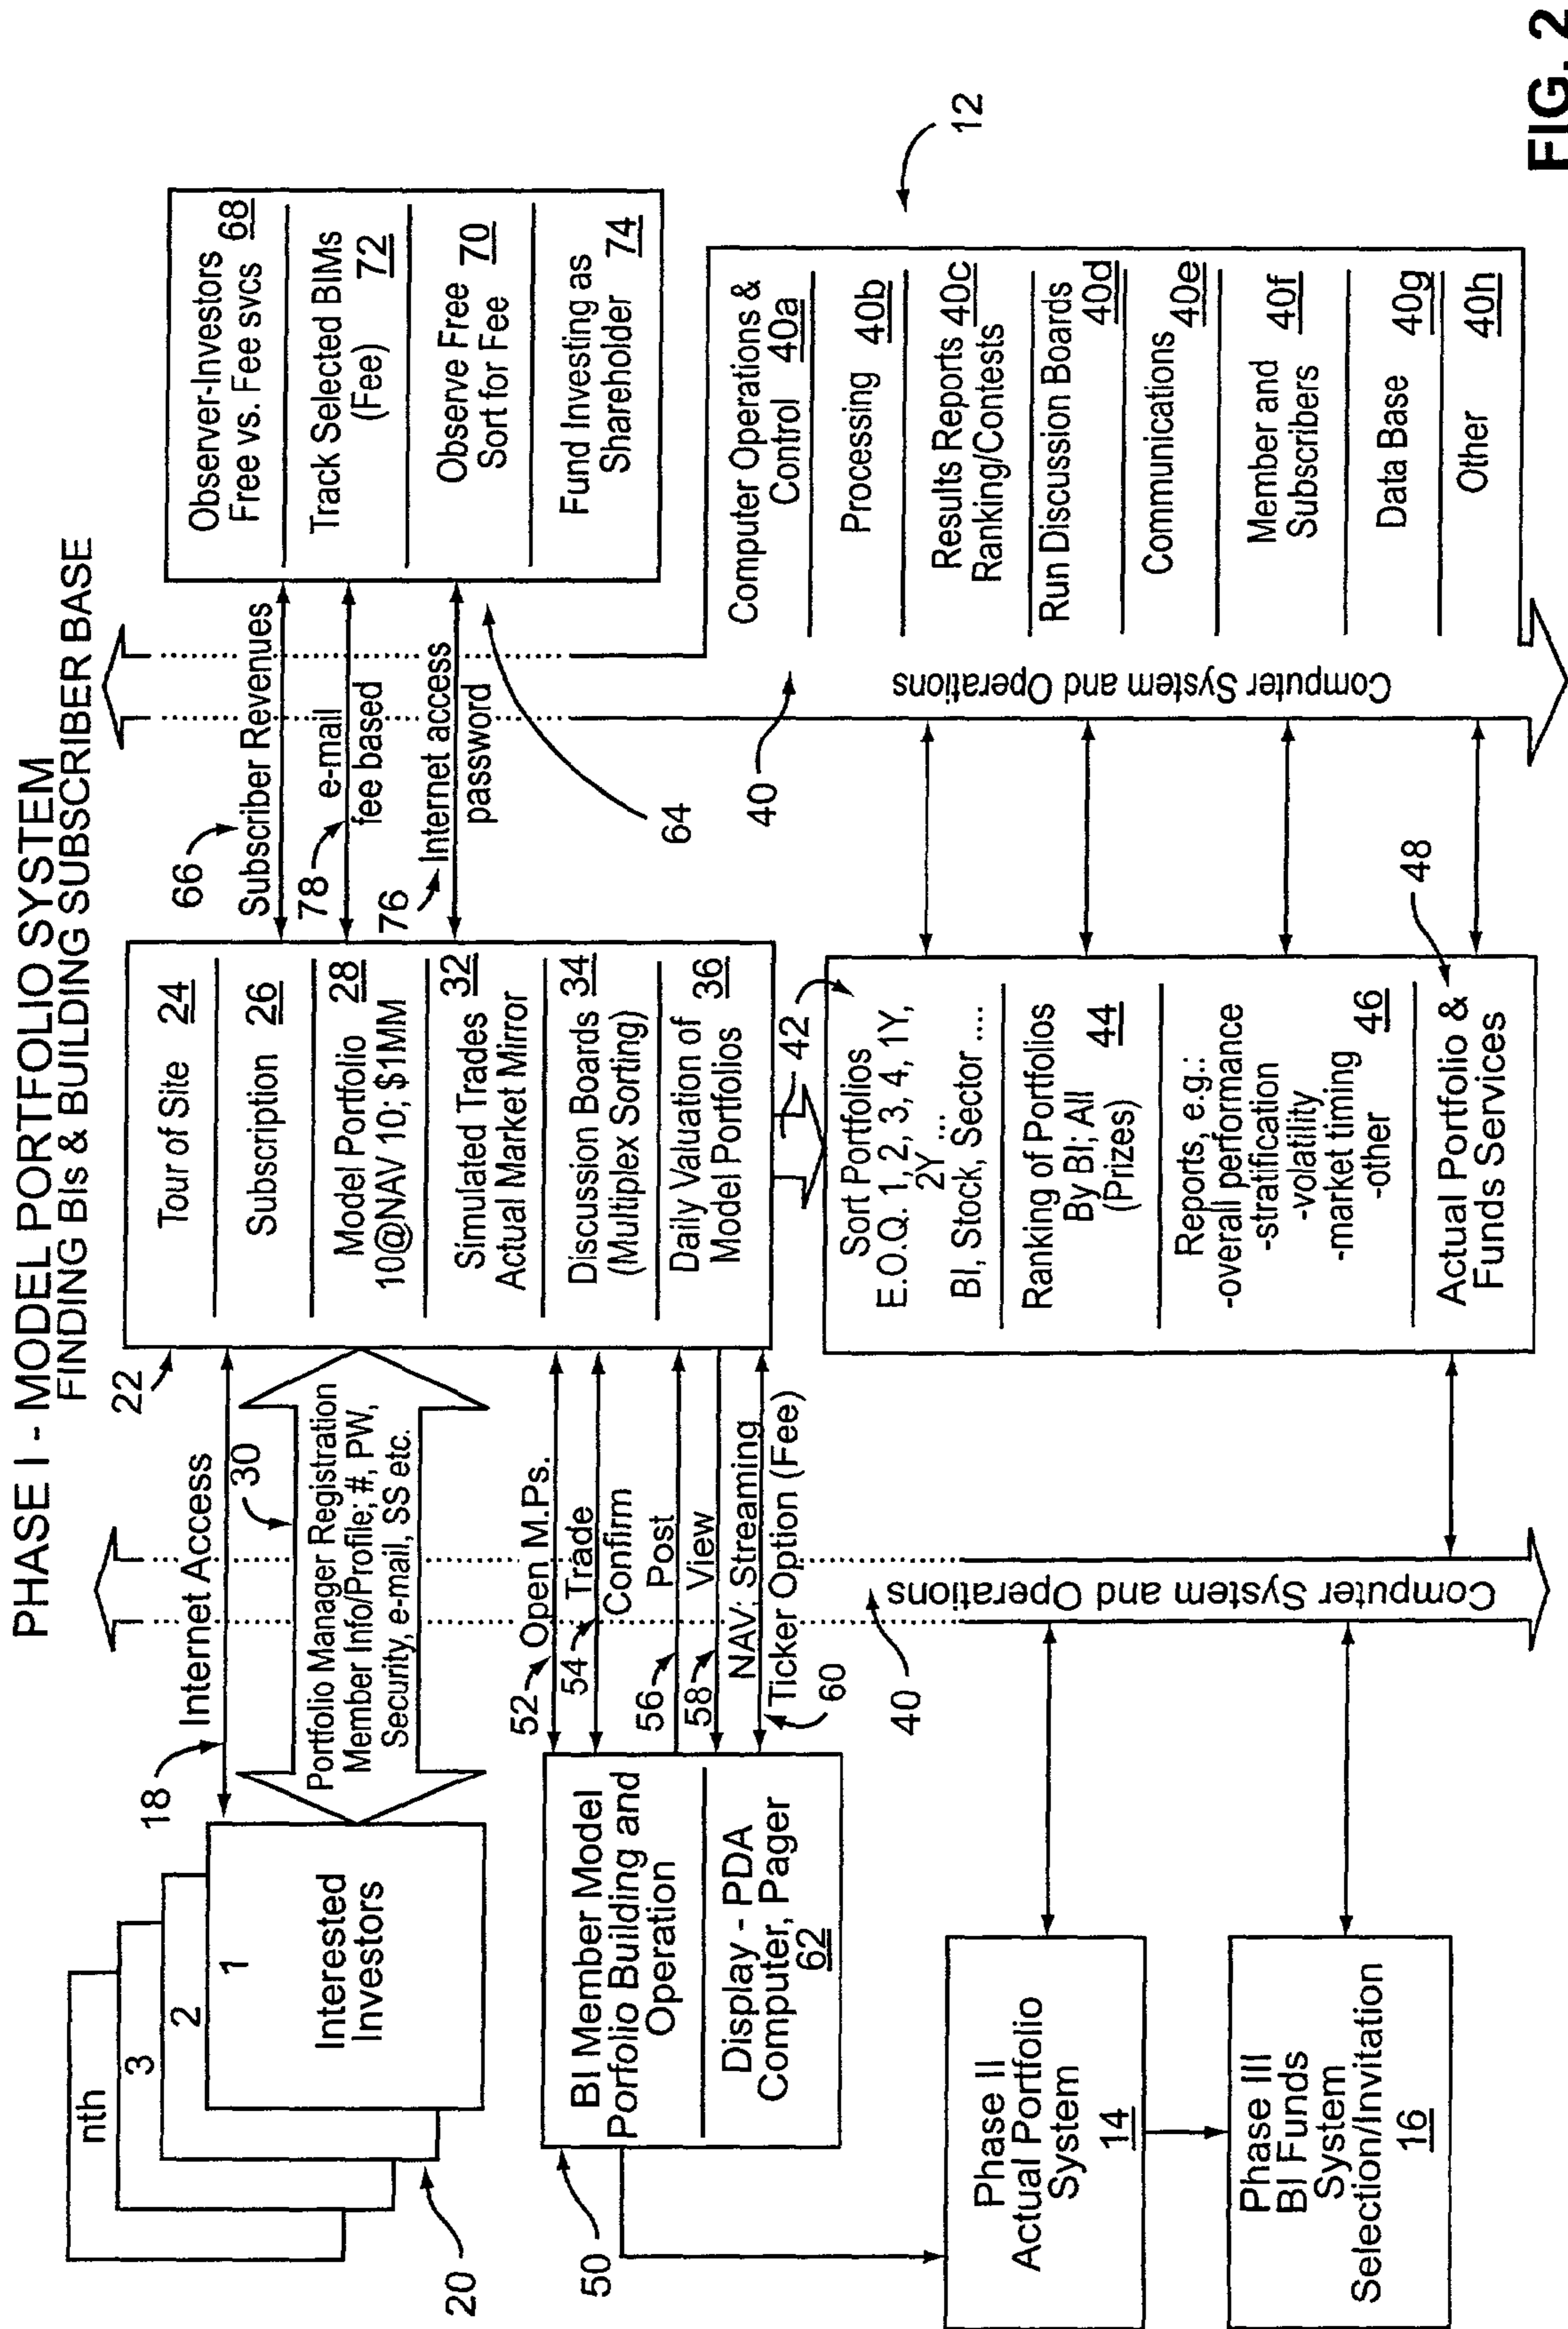 PHASE I - MODEL PORTFOLIO SYSTEM
FINDING BIs & BUILDING SUBSCRIBER BASE
nth
3
2
1
Interested
Investors
20
18
Internet Access
30
Portfolio Manager Registration
Member Info/Profile; #, PW,
Security, e-mail, SS etc.
22
Tour of Site 24
Subscription 26
Model Portfolio 28
10@NAV 10; $1MM
Simulated Trades 32
Actual Market Mirror
Discussion Boards 34
(Multiplex Sorting)
Daily Valuation of 36
Model Portfolios
66
Subscriber Revenues
78
e-mail
fee based
76
Internet access
password
64
Observer-Investors
Free vs. Fee svcs 68
Track Selected BIMs
(Fee) 72
Observe Free 70
Sort for Fee
Fund Investing as
Shareholder 74
50
BI Member Model
Porfolio Building and
Operation
Display - PDA
Computer, Pager
62
52
Open M.Ps.
54
Trade
Confirm
56
Post
58
View
NAV; Streaming
Ticker Option (Fee)
60
40
Computer System and Operations
42
Sort Portfolios
E.O.Q. 1, 2, 3, 4, 1Y,
2Y ...
BI, Stock, Sector ....
Ranking of Portfolios
By BI; All 44
(Prizes)
Reports, e.g.:
-overall performance
-stratification
-volatility
-market timing 46
-other
48
Actual Portfolio &
Funds Services
40
Computer System and Operations
12
Computer Operations &
Control 40a
Processing 40b
Results Reports 40c
Ranking/Contests
Run Discussion Boards
40d
Communications
40e
Member and
Subscribers 40f
Data Base 40g
Other 40h
Phase II
Actual Portfolio
System
14
Phase III
BI Funds
System
Selection/Invitation
16
FIG. 2